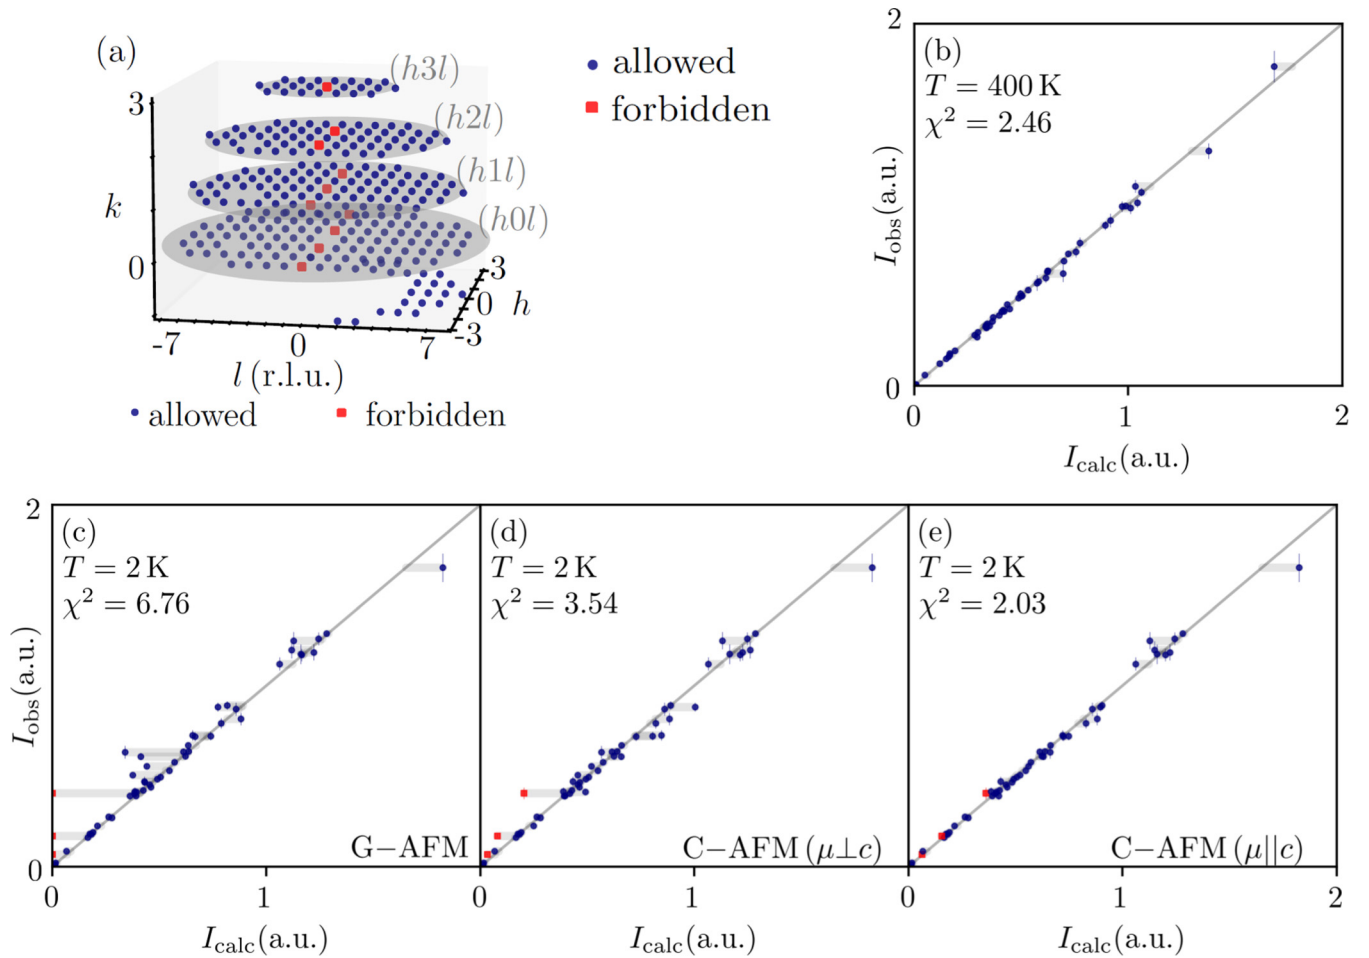 (a)
allowed
forbidden
(h3l)
(h2l)
(h1l)
(h0l)
3
k
0
3
0
h
-3
-7
0
7
l (r.l.u.)
allowed
forbidden
2
(b)
T = 400 K
χ² = 2.46
I_obs(a.u.)
0
0
1
2
I_calc(a.u.)
2
(c)
T = 2 K
χ² = 6.76
I_obs(a.u.)
G−AFM
0
0
1
I_calc(a.u.)
(d)
T = 2 K
χ² = 3.54
C−AFM (μ⊥c)
0
1
I_calc(a.u.)
(e)
T = 2 K
χ² = 2.03
C−AFM (μ||c)
0
1
2
I_calc(a.u.)